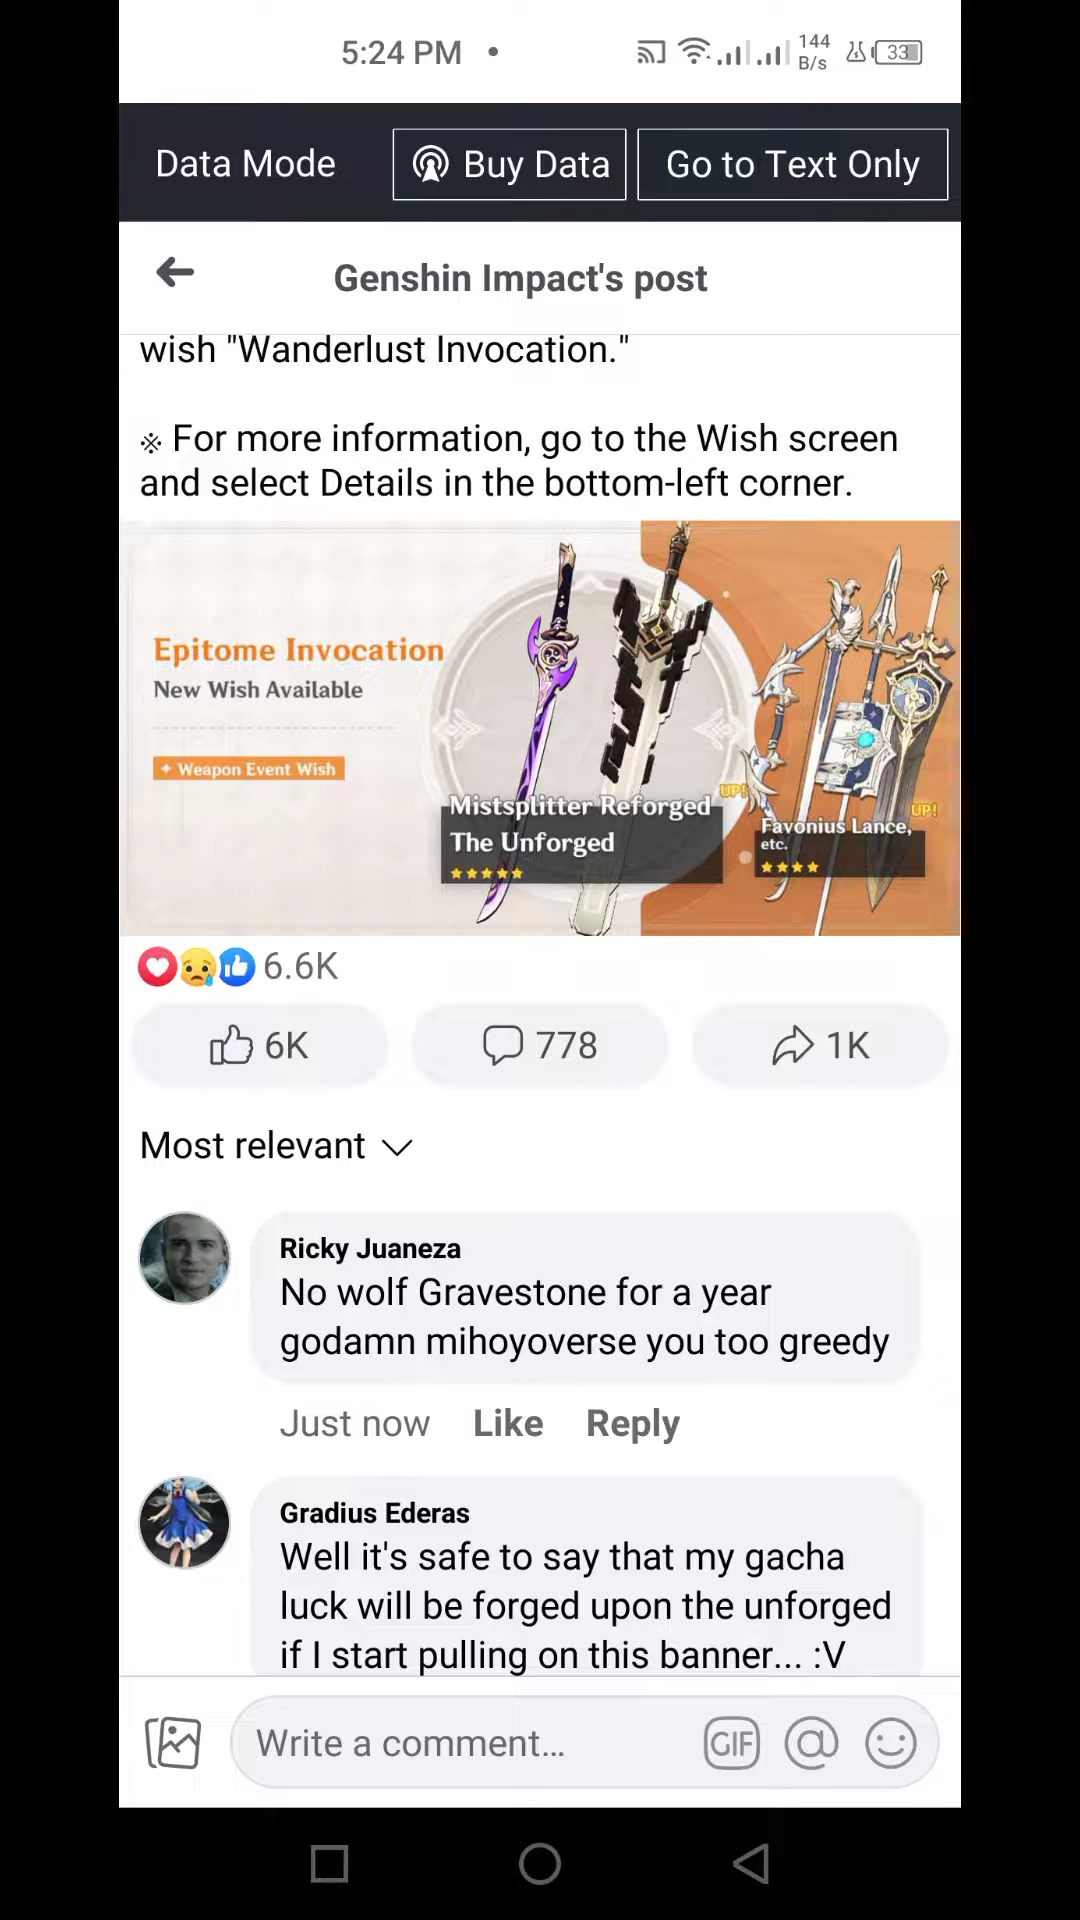 5:24 PM
144
B/s
33
Data Mode
Buy Data
Go to Text Only
Genshin Impact's post
wish "Wanderlust Invocation."
※ For more information, go to the Wish screen
and select Details in the bottom-left corner.
Epitome Invocation
New Wish Available
Weapon Event Wish
UP!
Mistsplitter Reforged
The Unforged
UP!
Favonius Lance,
etc.
6.6K
6K
778
1K
Most relevant
Ricky Juaneza
No wolf Gravestone for a year
godamn mihoyoverse you too greedy
Just now Like Reply
Gradius Ederas
Well it's safe to say that my gacha
luck will be forged upon the unforged
if I start pulling on this banner... :V
Write a comment...
GIF
@